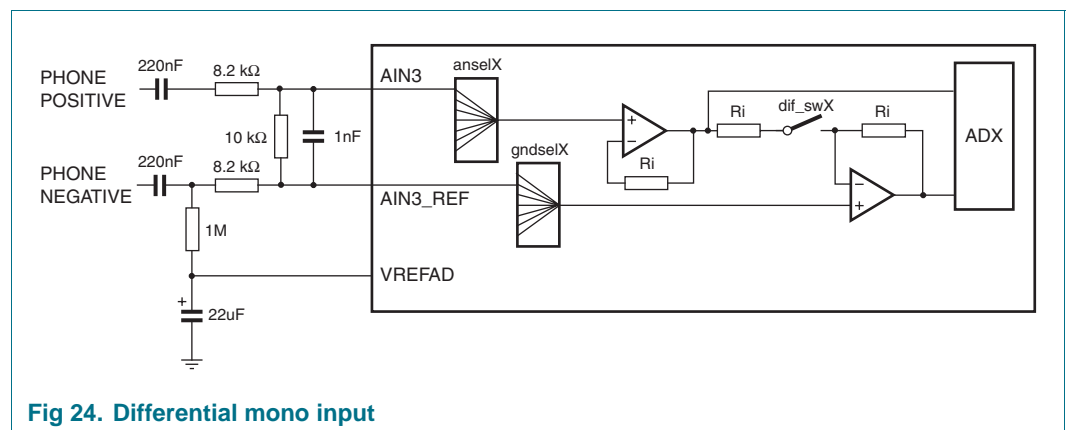 PHONE
POSITIVE
220nF
8.2 kΩ
AIN3
anselX
10 kΩ
1nF
PHONE
NEGATIVE
220nF
8.2 kΩ
AIN3_REF
gndselX
1M
VREFAD
+
22uF
+
−
Ri
Ri
dif_swX
Ri
−
+
ADX
Fig 24. Differential mono input